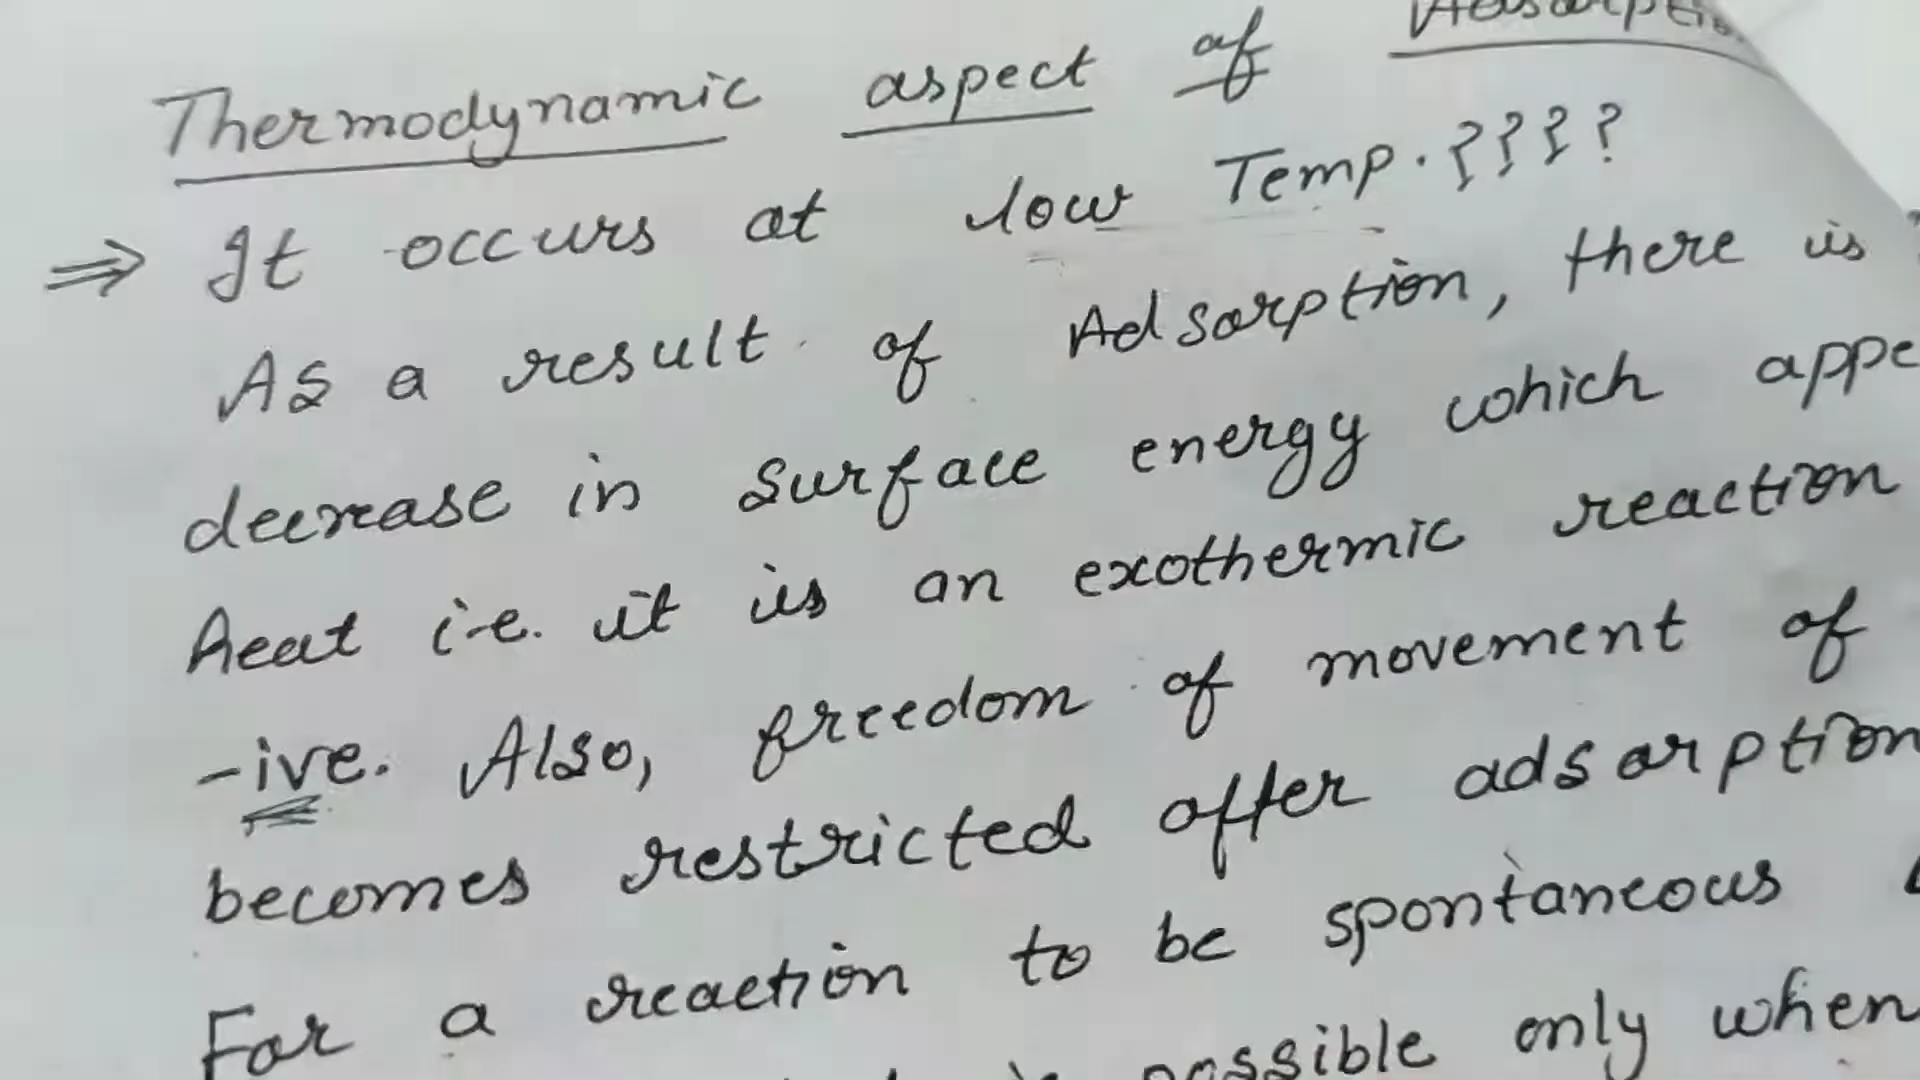 Thermodynamic aspect of Adsorptio
⇒ It occurs at low Temp. ????
As a result of Adsorption, there is
decrease in surface energy which appe
heat i.e. it is an exothermic reaction
-ive. Also, freedom of movement of
becomes restricted after adsorption
For a reaction to be spontaneous
possible only when